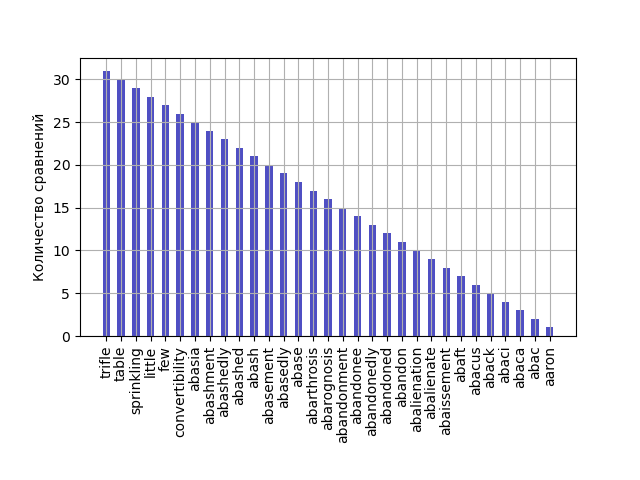 Количество сравнений
30
25
20
15
10
5
0
trifle
table
sprinkling
little
few
convertibility
abasia
abashment
abashedly
abashed
abash
abasement
abasedly
abase
abarthrosis
abarognosis
abandonment
abandonee
abandonedly
abandoned
abandon
abalienation
abalienate
abaissement
abaft
abacus
aback
abaci
abaca
abac
aaron